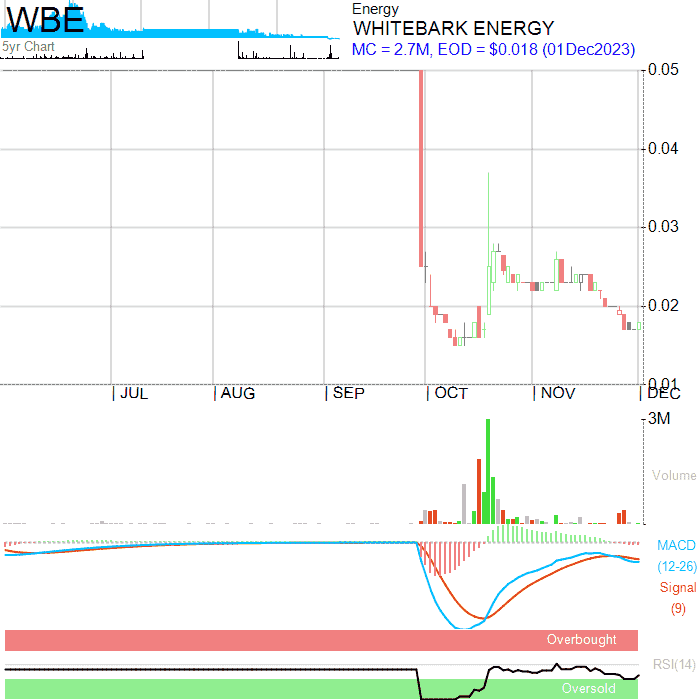 WBE
5yr Chart
Energy
WHITEBARK ENERGY
MC = 2.7M, EOD = $0.018 (01Dec2023)
0.05
0.04
0.03
0.02
0.01
JUL AUG SEP OCT NOV DEC
3M
Volume
MACD
(12-26)
Signal
(9)
Overbought
RSI(14)
Oversold